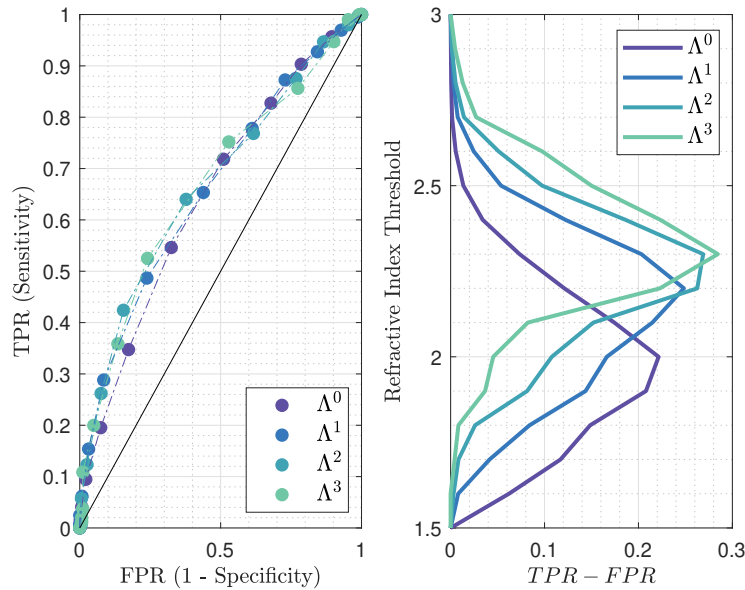 1
0.9
0.8
0.7
0.6
0.5
0.4
0.3
0.2
0.1
0
TPR (Sensitivity)
0
0.5
1
FPR (1 - Specificity)
Λ^0
Λ^1
Λ^2
Λ^3
3
2.5
2
1.5
Refractive Index Threshold
0
0.1
0.2
0.3
TPR − FPR
Λ^0
Λ^1
Λ^2
Λ^3